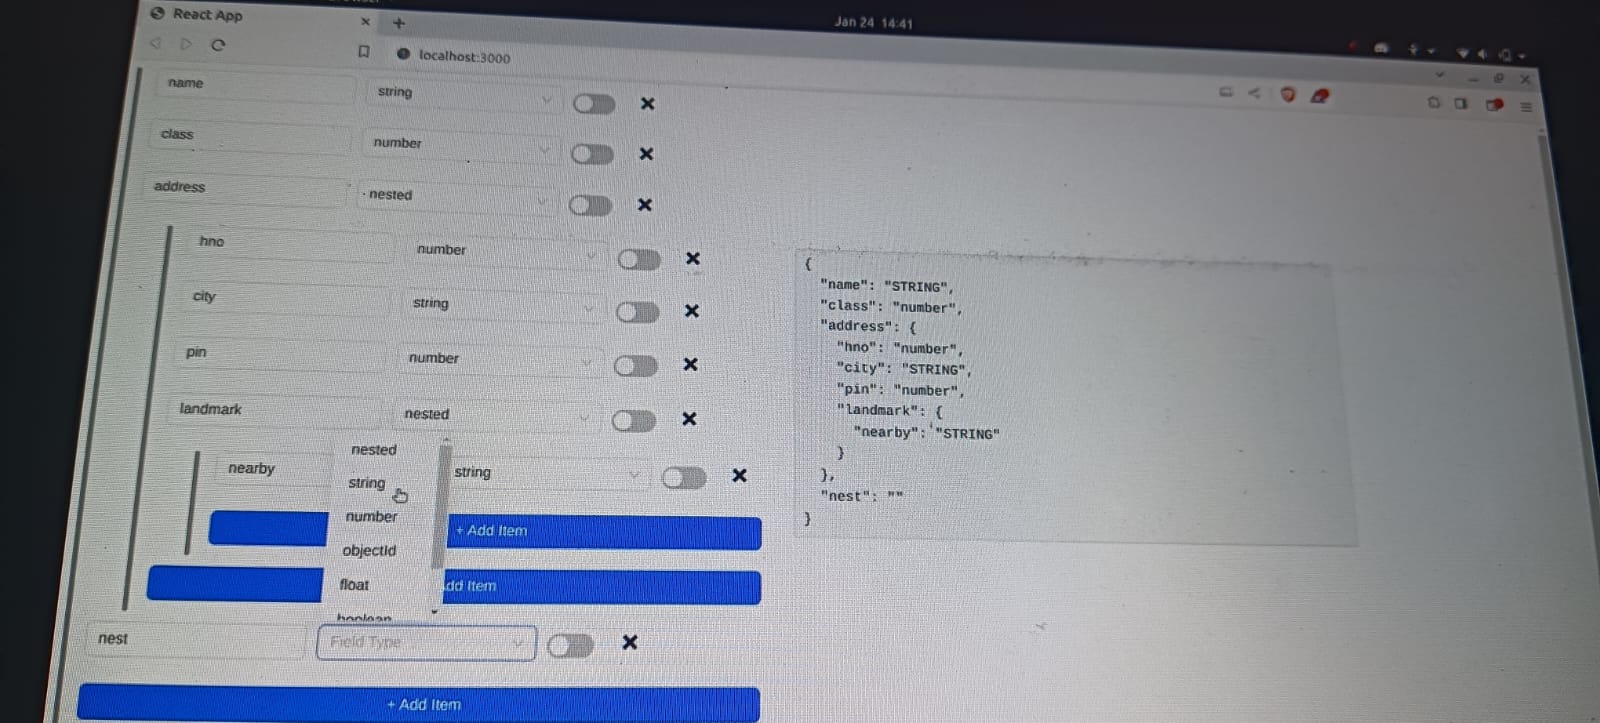 React App
Jan 24 14:41
localhost:3000
name string
class number
address nested
hno number
city string
pin number
landmark nested
nested
nearby string
string
number
+ Add Item
objectId
float
dd Item
boolean
nest Field Type
+ Add Item
{
"name": "STRING",
"class": "number",
"address": {
"hno": "number",
"city": "STRING",
"pin": "number",
"landmark": {
"nearby": "STRING"
}
},
"nest": ""
}